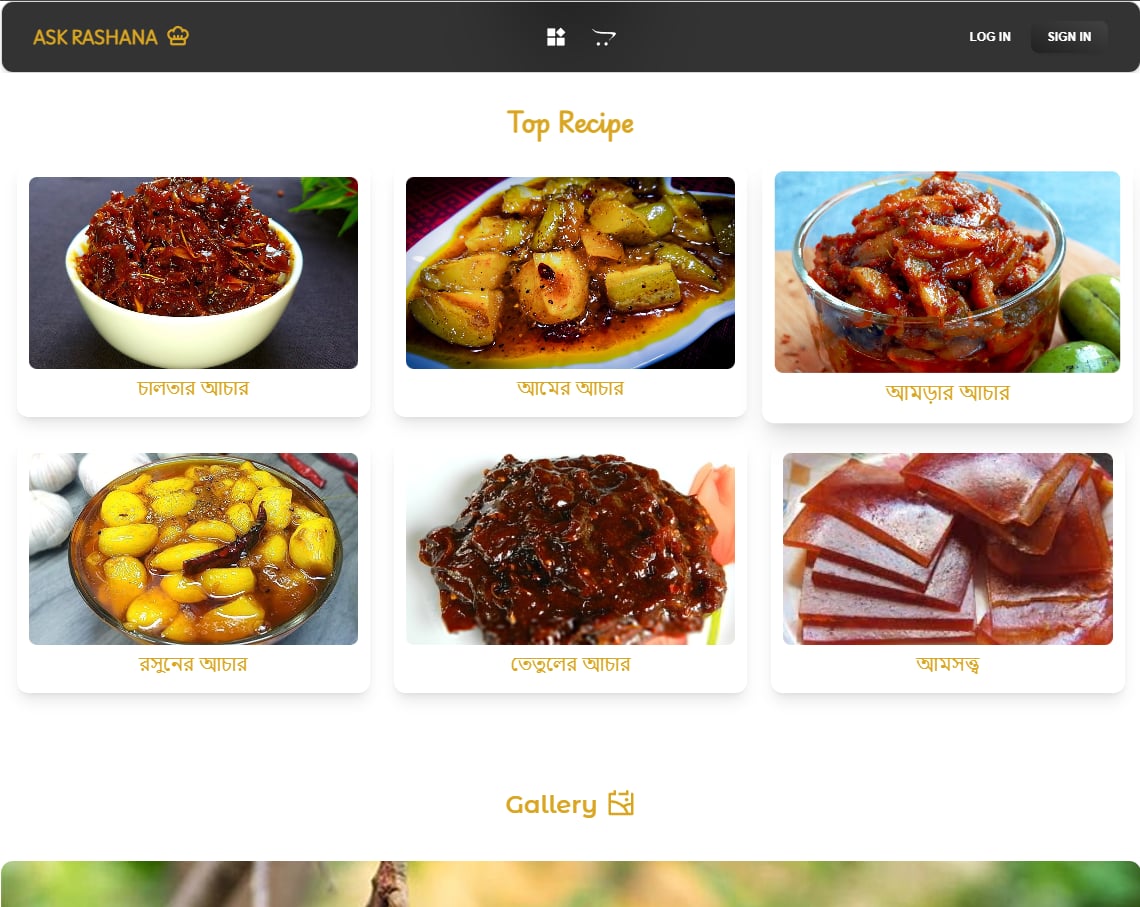 ASK RASHANA
LOG IN
SIGN IN
Top Recipe
চালতার আচার
আমের আচার
আমড়ার আচার
রসুনের আচার
তেতুলের আচার
আমসত্ত্ব
Gallery